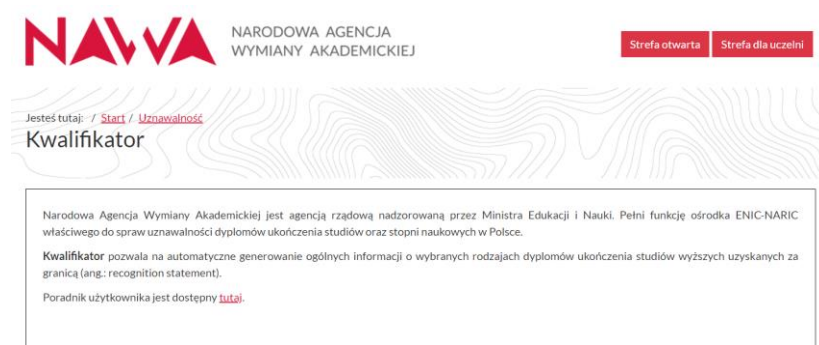 NAWA
NARODOWA AGENCJA
WYMIANY AKADEMICKIEJ
Strefa otwarta
Strefa dla uczelni
Jesteś tutaj: / Start / Uznawalność
Kwalifikator
Narodowa Agencja Wymiany Akademickiej jest agencją rządową nadzorowaną przez Ministra Edukacji i Nauki. Pełni funkcję ośrodka ENIC-NARIC
właściwego do spraw uznawalności dyplomów ukończenia studiów oraz stopni naukowych w Polsce.
Kwalifikator pozwala na automatyczne generowanie ogólnych informacji o wybranych rodzajach dyplomów ukończenia studiów wyższych uzyskanych za
granicą (ang.: recognition statement).
Poradnik użytkownika jest dostępny tutaj.